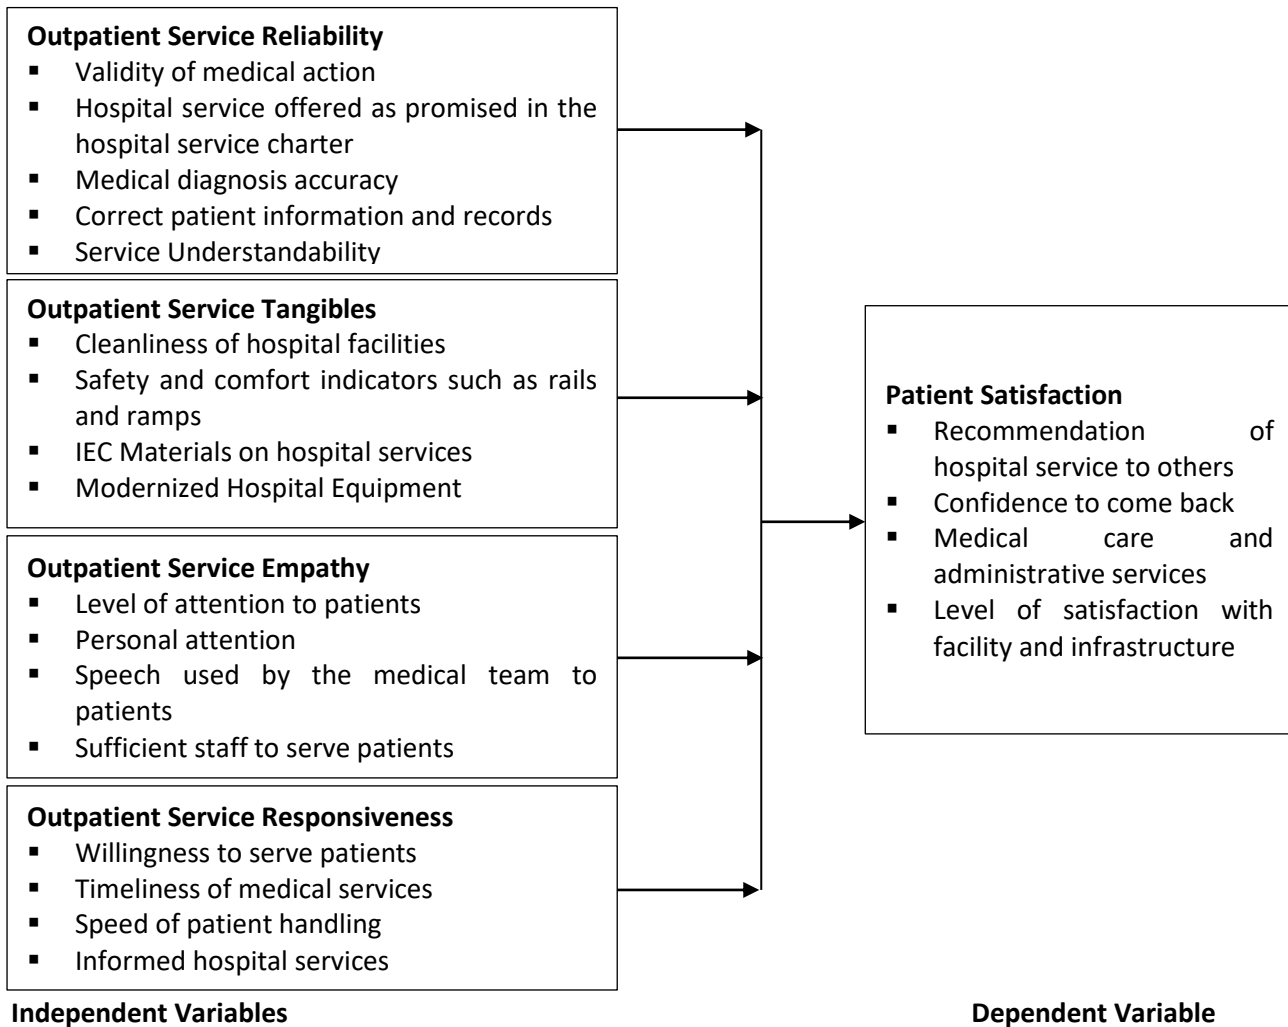 Outpatient Service Reliability
▪ Validity of medical action
▪ Hospital service offered as promised in the
hospital service charter
▪ Medical diagnosis accuracy
▪ Correct patient information and records
▪ Service Understandability
Outpatient Service Tangibles
▪ Cleanliness of hospital facilities
▪ Safety and comfort indicators such as rails
and ramps
▪ IEC Materials on hospital services
▪ Modernized Hospital Equipment
Outpatient Service Empathy
▪ Level of attention to patients
▪ Personal attention
▪ Speech used by the medical team to
patients
▪ Sufficient staff to serve patients
Outpatient Service Responsiveness
▪ Willingness to serve patients
▪ Timeliness of medical services
▪ Speed of patient handling
▪ Informed hospital services
Independent Variables
Patient Satisfaction
▪ Recommendation of
hospital service to others
▪ Confidence to come back
▪ Medical care and
administrative services
▪ Level of satisfaction with
facility and infrastructure
Dependent Variable